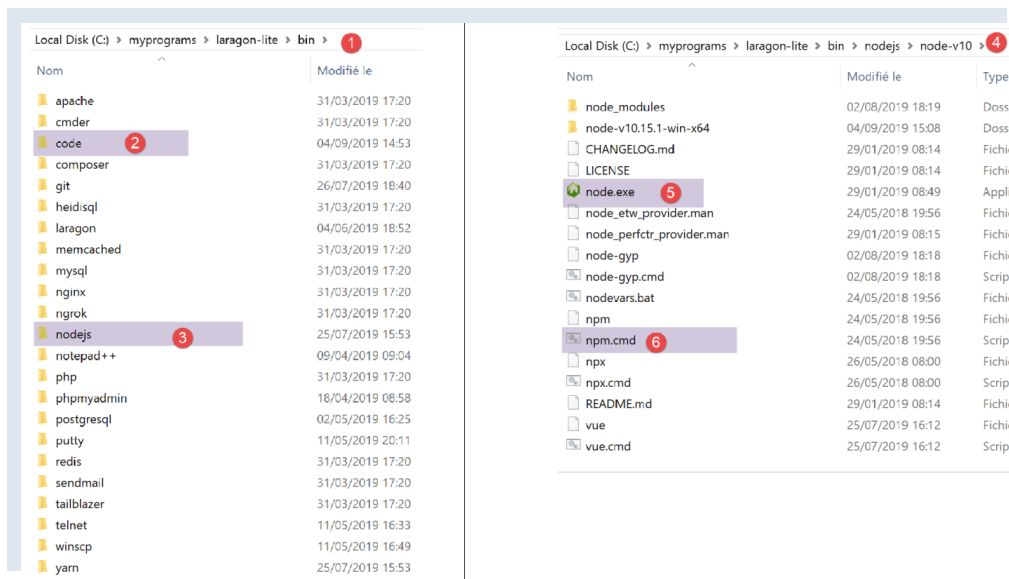 Local Disk (C:) > myprograms > laragon-lite > bin > 1
Nom Modifié le
apache 31/03/2019 17:20
cmder 31/03/2019 17:20
code 2 04/09/2019 14:53
composer 31/03/2019 17:20
git 26/07/2019 18:40
heidisql 31/03/2019 17:20
laragon 04/06/2019 18:52
memcached 31/03/2019 17:20
mysql 31/03/2019 17:20
nginx 31/03/2019 17:20
ngrok 31/03/2019 17:20
nodejs 3 25/07/2019 15:53
notepad++ 09/04/2019 09:04
php 31/03/2019 17:20
phpmyadmin 18/04/2019 08:58
postgresql 02/05/2019 16:25
putty 11/05/2019 20:11
redis 31/03/2019 17:20
sendmail 31/03/2019 17:20
tailblazer 31/03/2019 17:20
telnet 11/05/2019 16:33
winscp 11/05/2019 16:49
yarn 25/07/2019 15:53
Local Disk (C:) > myprograms > laragon-lite > bin > nodejs > node-v10 > 4
Nom Modifié le Type
node_modules 02/08/2019 18:19 Doss
node-v10.15.1-win-x64 04/09/2019 15:08 Doss
CHANGELOG.md 29/01/2019 08:14 Fichi
LICENSE 29/01/2019 08:14 Fichi
node.exe 5 29/01/2019 08:49 Appli
node_etw_provider.man 24/05/2018 19:56 Fichi
node_perfctr_provider.man 29/01/2019 08:15 Fichi
node-gyp 02/08/2019 18:18 Fichi
node-gyp.cmd 02/08/2019 18:18 Scrip
nodevars.bat 24/05/2018 19:56 Fichi
npm 24/05/2018 19:56 Fichi
npm.cmd 6 24/05/2018 19:56 Scrip
npx 26/05/2018 08:00 Fichi
npx.cmd 26/05/2018 08:00 Scrip
README.md 29/01/2019 08:14 Fichi
vue 25/07/2019 16:12 Fichi
vue.cmd 25/07/2019 16:12 Scrip